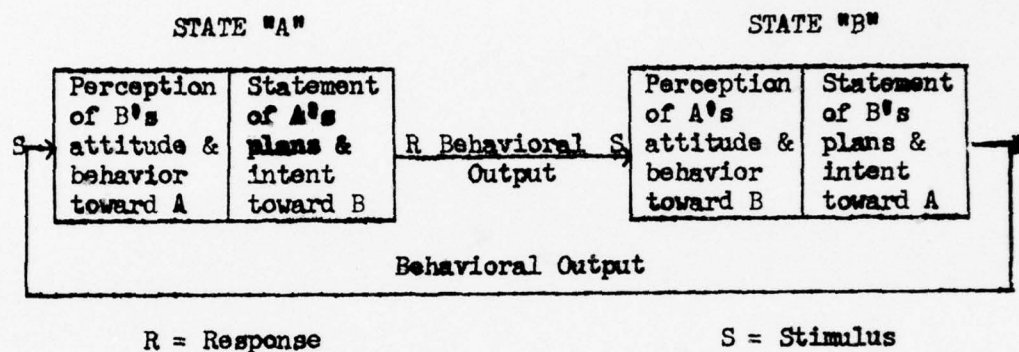 STATE "A" STATE "B"
Perception Statement Perception Statement
of B's of A's of A's of B's
S attitude & plans & R Behavioral S attitude & plans &
behavior intent Output behavior intent
toward A toward B toward B toward A
Behavioral Output
R = Response S = Stimulus